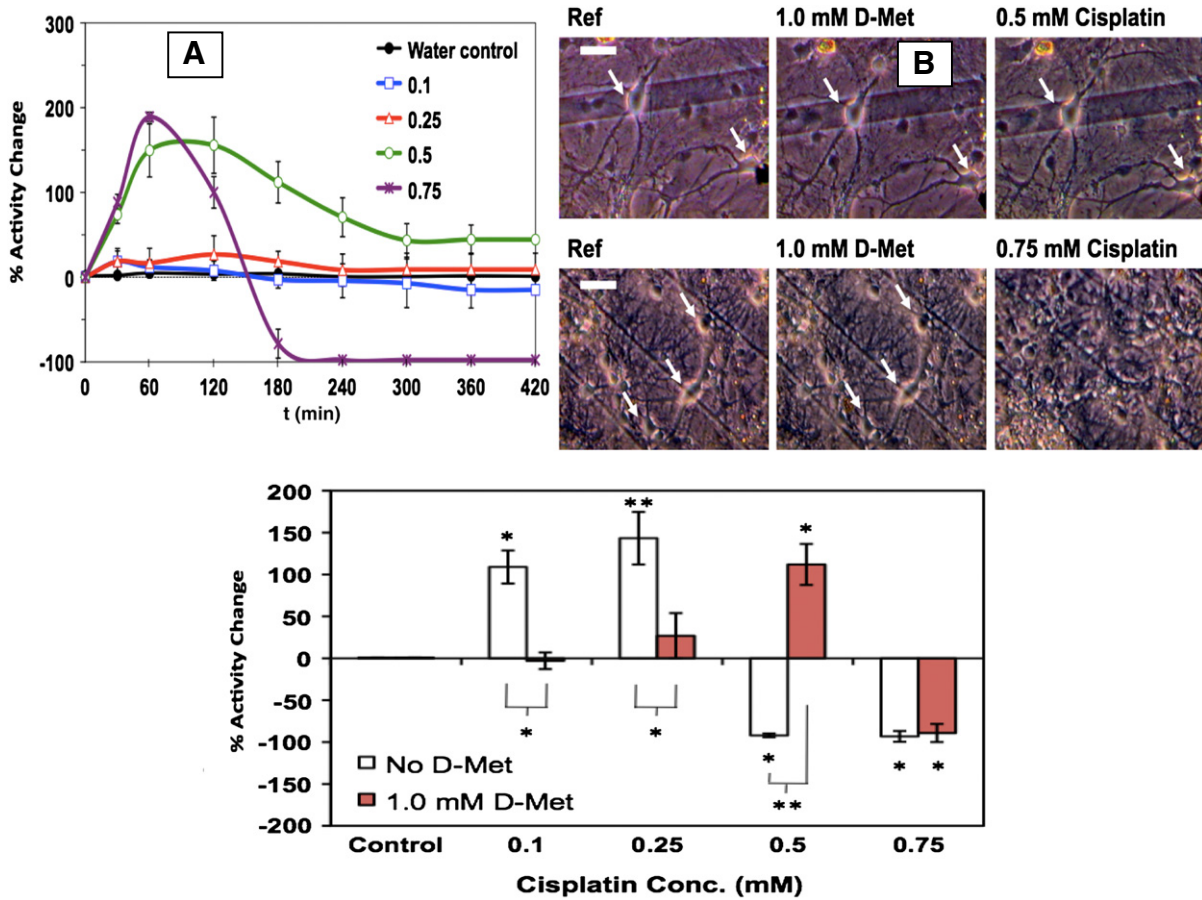 A
% Activity Change
300
200
100
0
-100
0 60 120 180 240 300 360 420
t (min)
Water control
0.1
0.25
0.5
0.75
Ref 1.0 mM D-Met 0.5 mM Cisplatin
B
Ref 1.0 mM D-Met 0.75 mM Cisplatin
% Activity Change
200
150
100
50
0
-50
-100
-150
-200
* ** *
* * * * *
**
No D-Met
1.0 mM D-Met
Control 0.1 0.25 0.5 0.75
Cisplatin Conc. (mM)